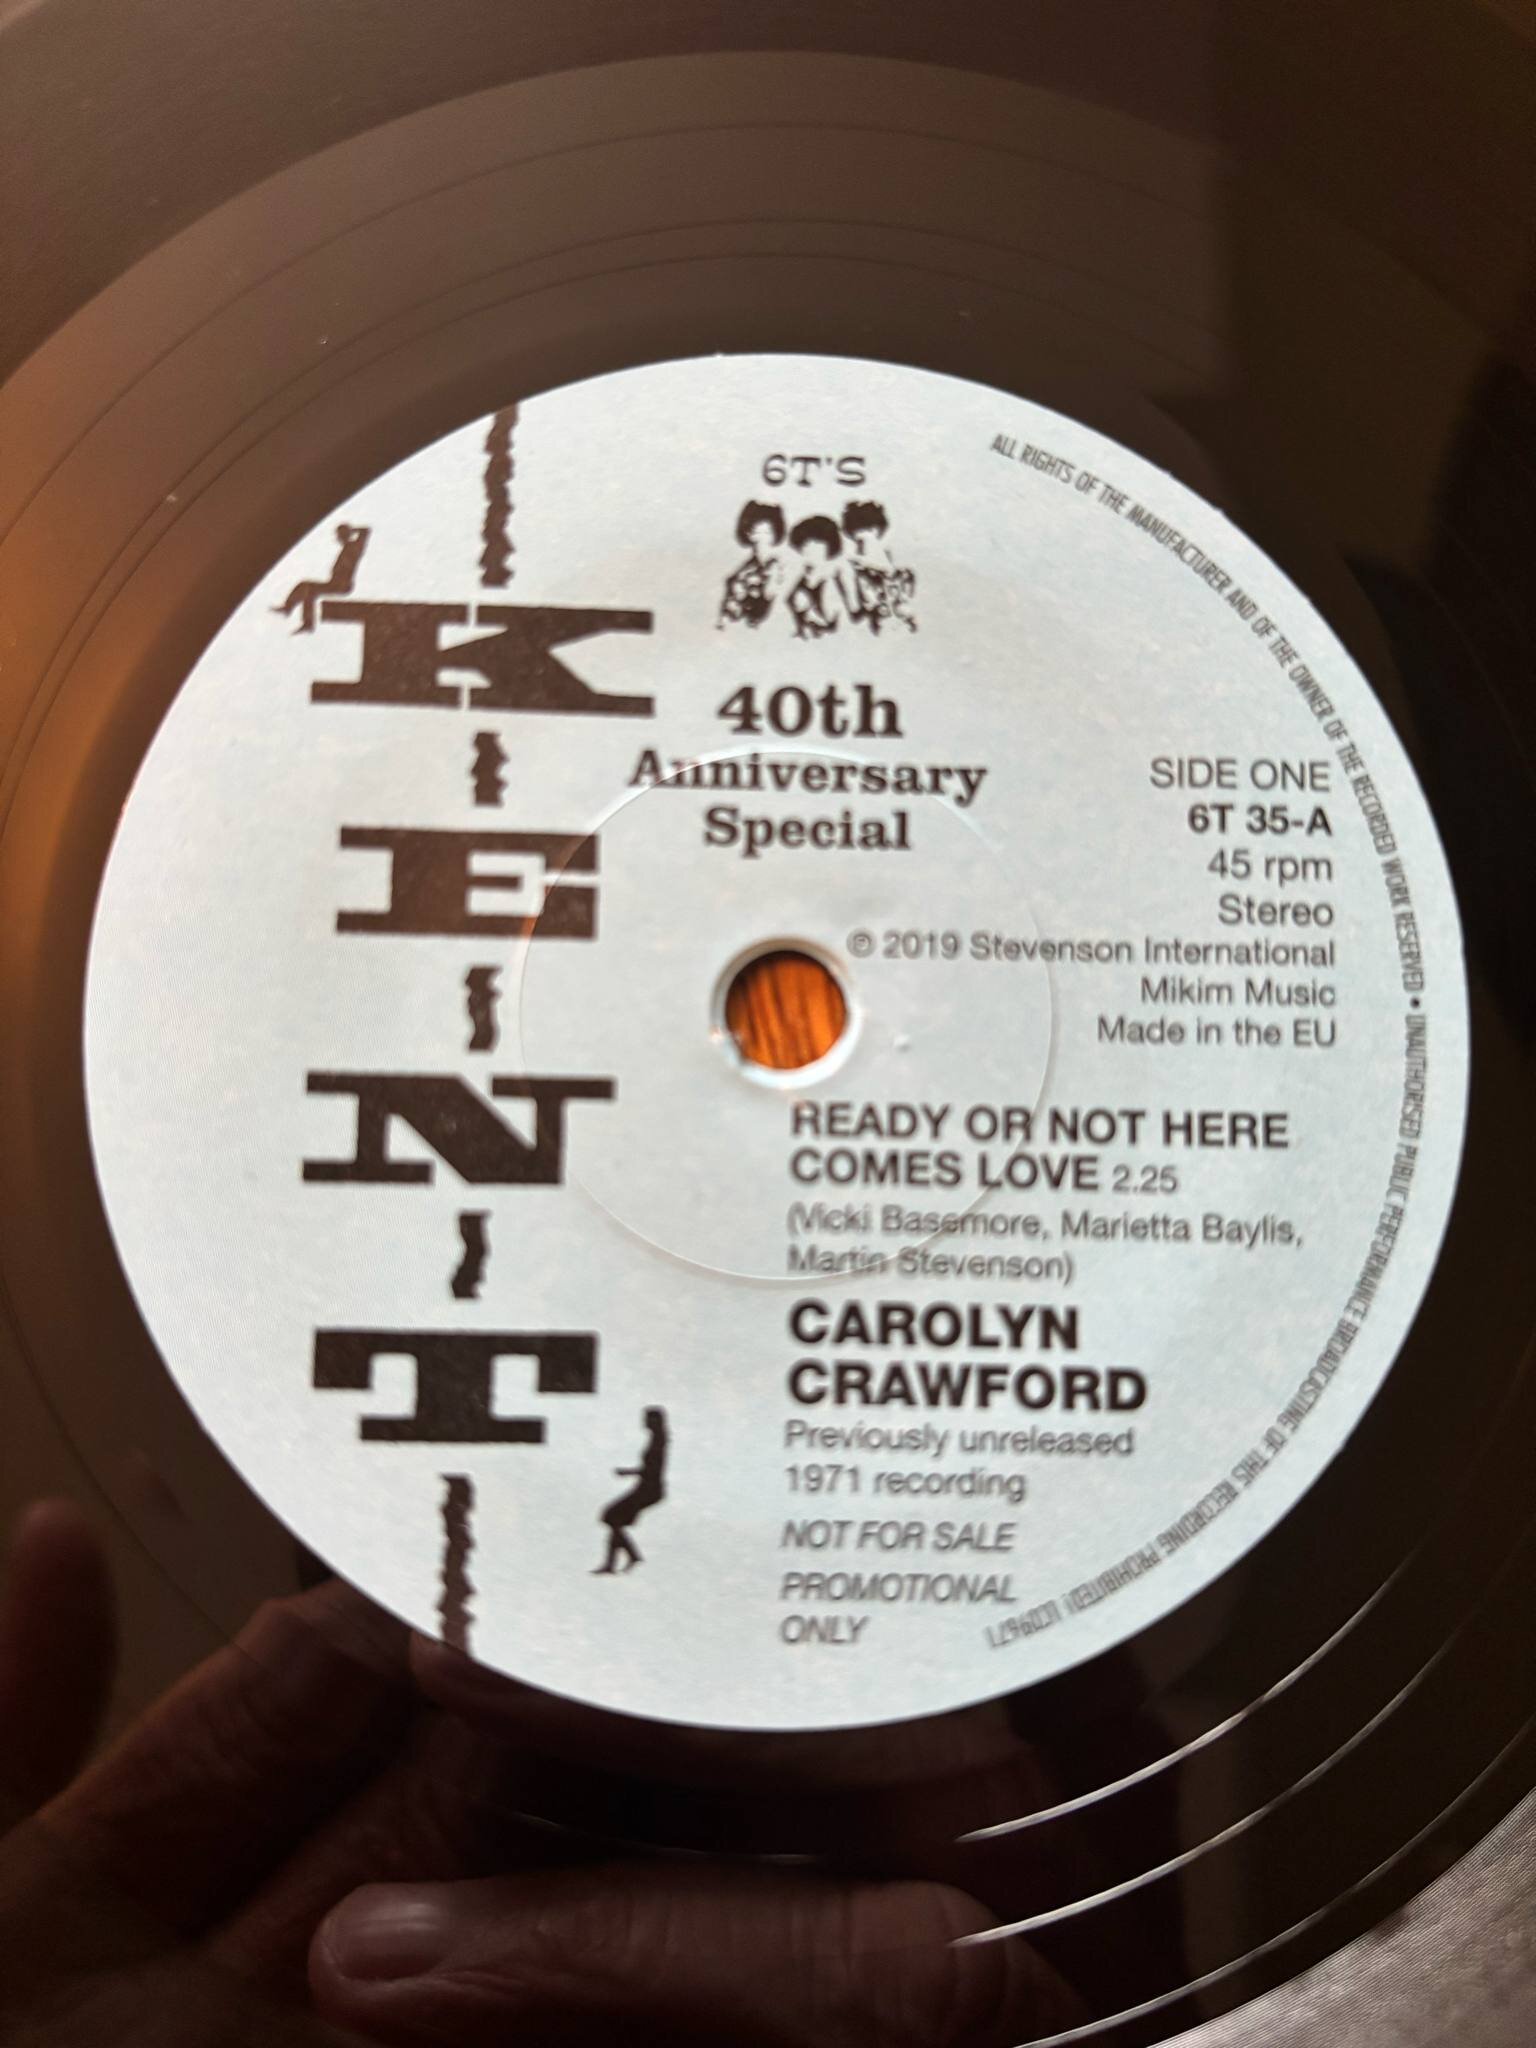 6T'S
KENT
40th
Anniversary
Special
SIDE ONE
6T 35-A
45 rpm
Stereo
℗ 2019 Stevenson International
Mikim Music
Made in the EU
READY OR NOT HERE
COMES LOVE 2.25
(Vicki Basemore, Marietta Baylis,
Martin Stevenson)
CAROLYN
CRAWFORD
Previously unreleased
1971 recording
NOT FOR SALE
PROMOTIONAL
ONLY
ALL RIGHTS OF THE MANUFACTURER AND OF THE OWNER OF THE RECORDED WORK RESERVED • UNAUTHORISED PUBLIC PERFORMANCE BROADCASTING OF THIS RECORDING PROHIBITED!